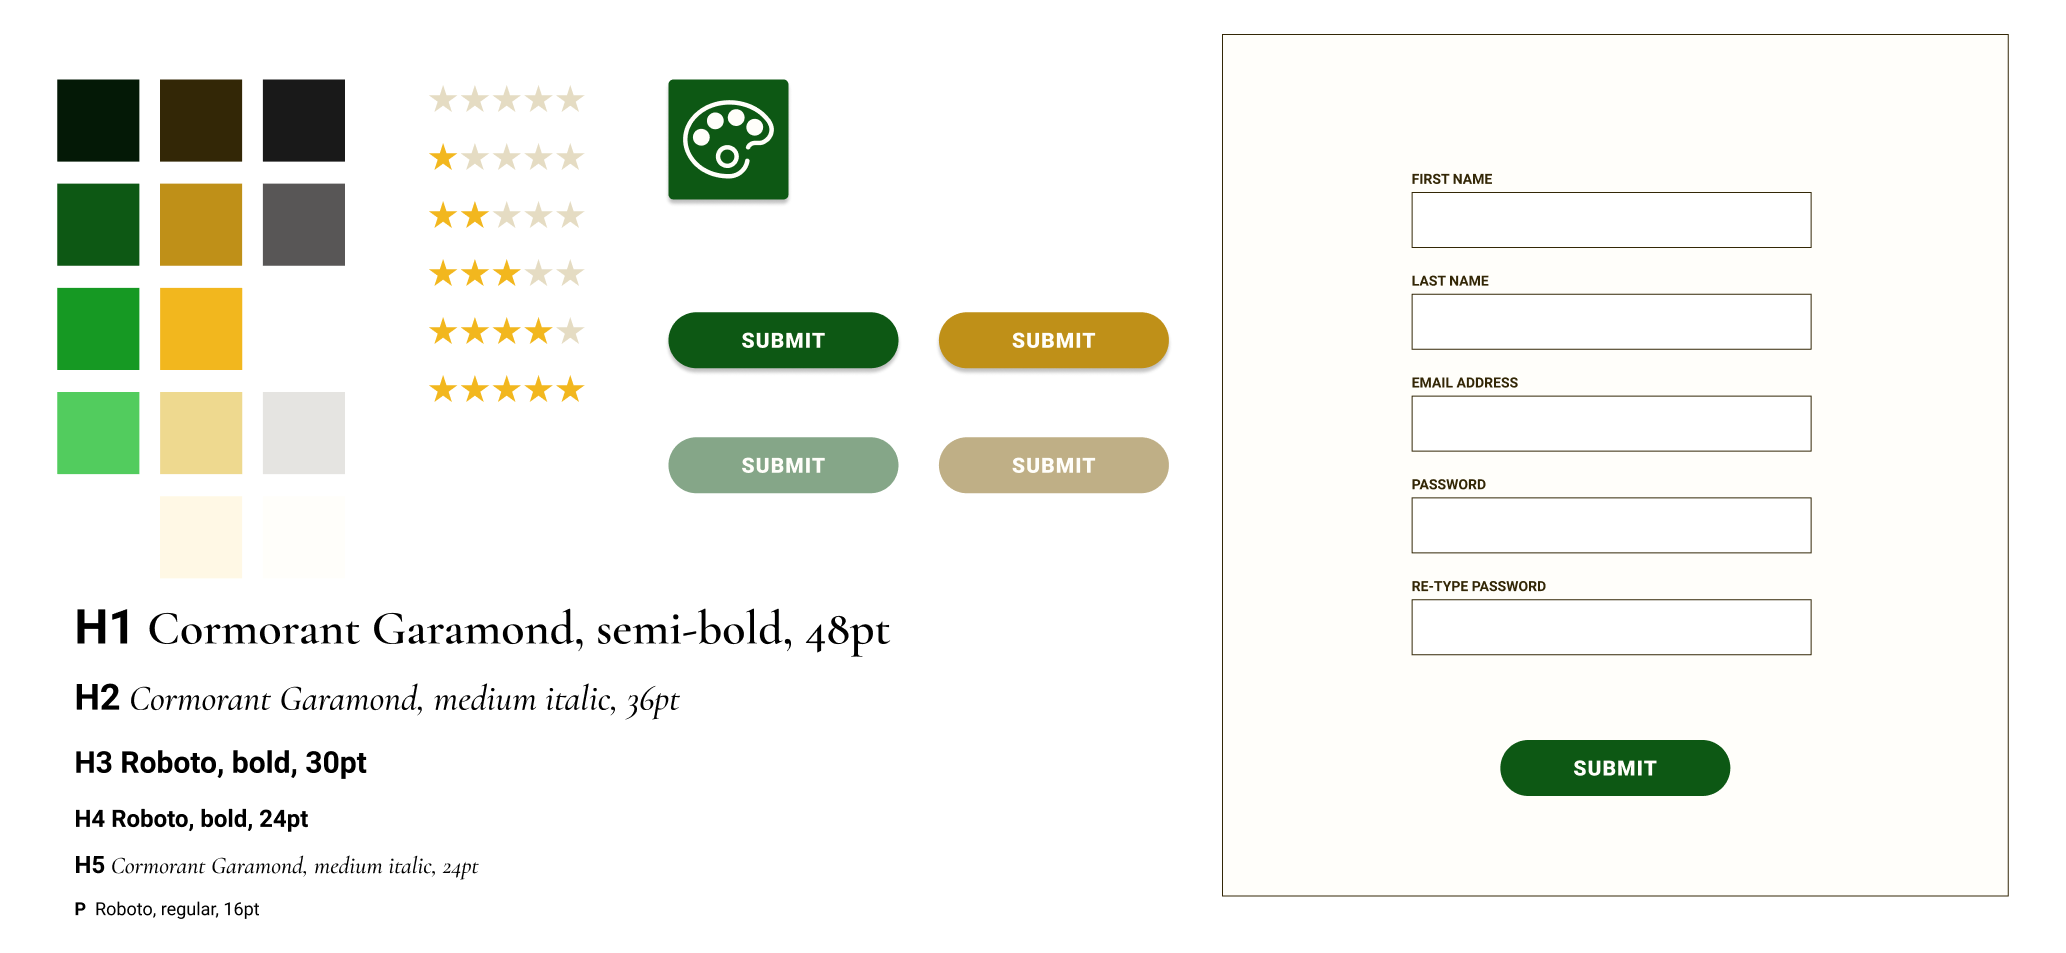 SUBMIT
SUBMIT
SUBMIT
SUBMIT
H1 Cormorant Garamond, semi-bold, 48pt
H2 Cormorant Garamond, medium italic, 36pt
H3 Roboto, bold, 30pt
H4 Roboto, bold, 24pt
H5 Cormorant Garamond, medium italic, 24pt
P Roboto, regular, 16pt
FIRST NAME
LAST NAME
EMAIL ADDRESS
PASSWORD
RE-TYPE PASSWORD
SUBMIT